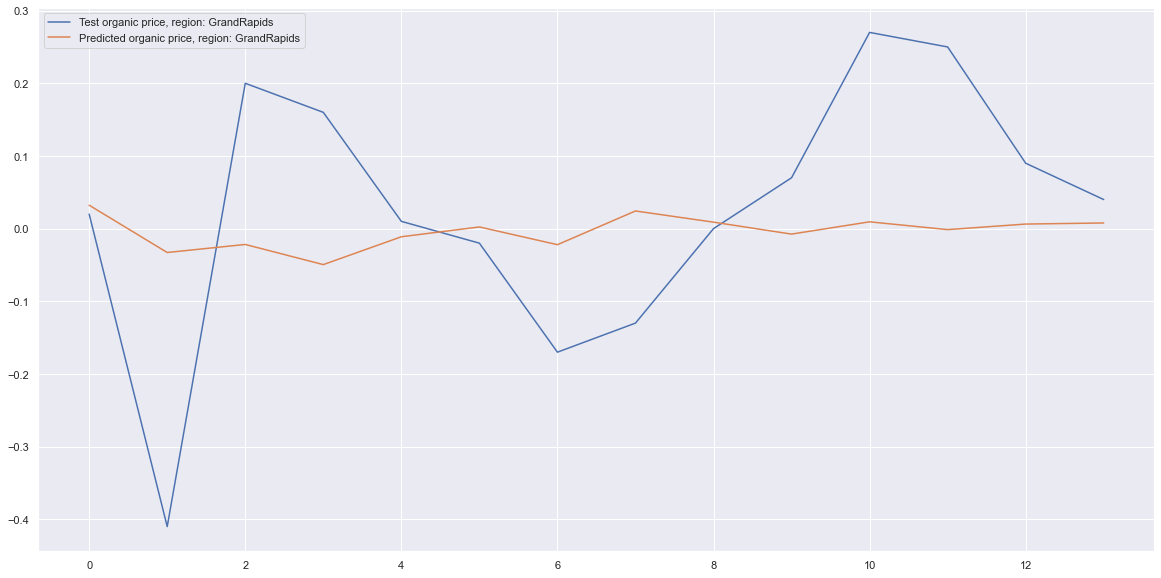 Test organic price, region: GrandRapids
Predicted organic price, region: GrandRapids
0.3
0.2
0.1
0.0
−0.1
−0.2
−0.3
−0.4
0 2 4 6 8 10 12